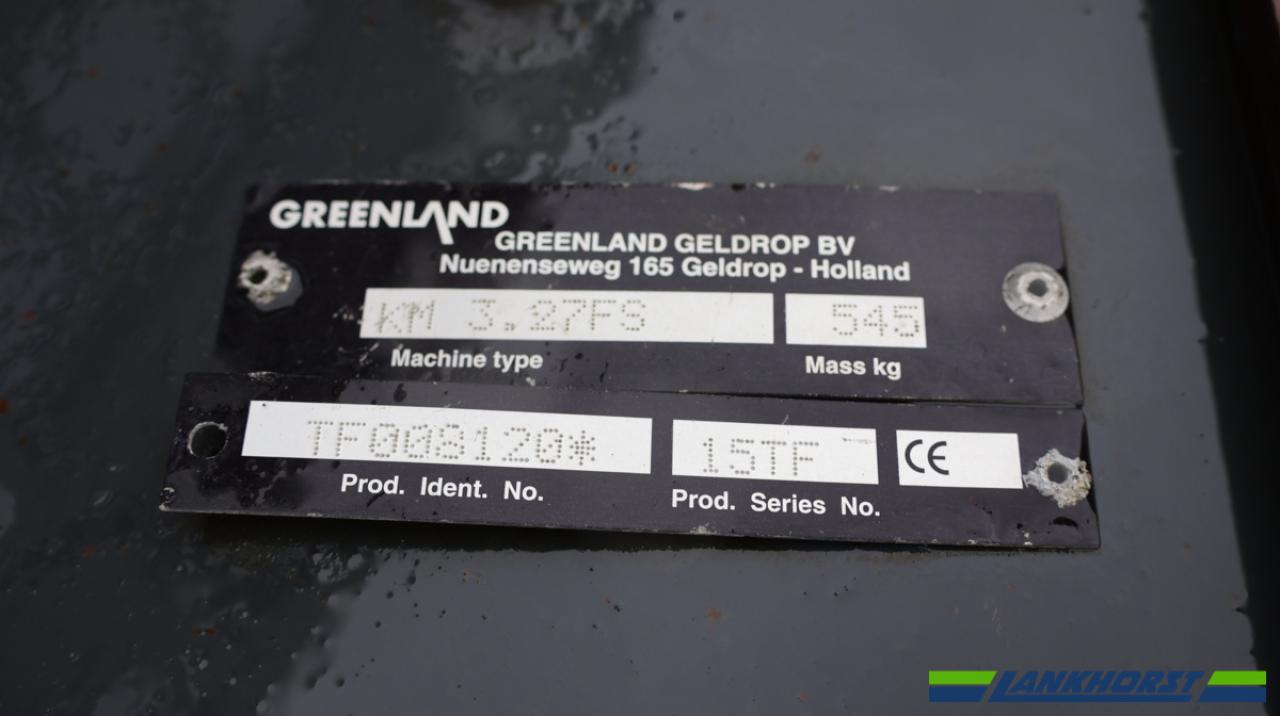 GREENLAND
GREENLAND GELDROP BV
Nuenenseweg 165 Geldrop - Holland
KM 3.27FS 545
Machine type Mass kg
TF008120* 15TF CE
Prod. Ident. No. Prod. Series No.
LANKHORST